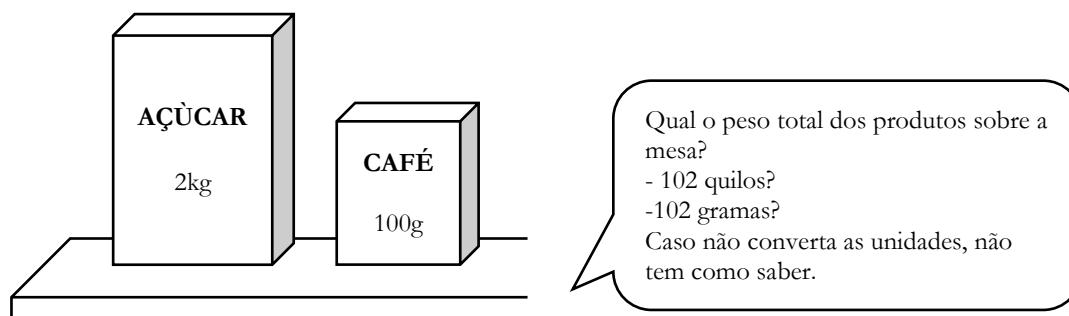 AÇÙCAR
2kg
CAFÉ
100g
Qual o peso total dos produtos sobre a
mesa?
- 102 quilos?
-102 gramas?
Caso não converta as unidades, não
tem como saber.